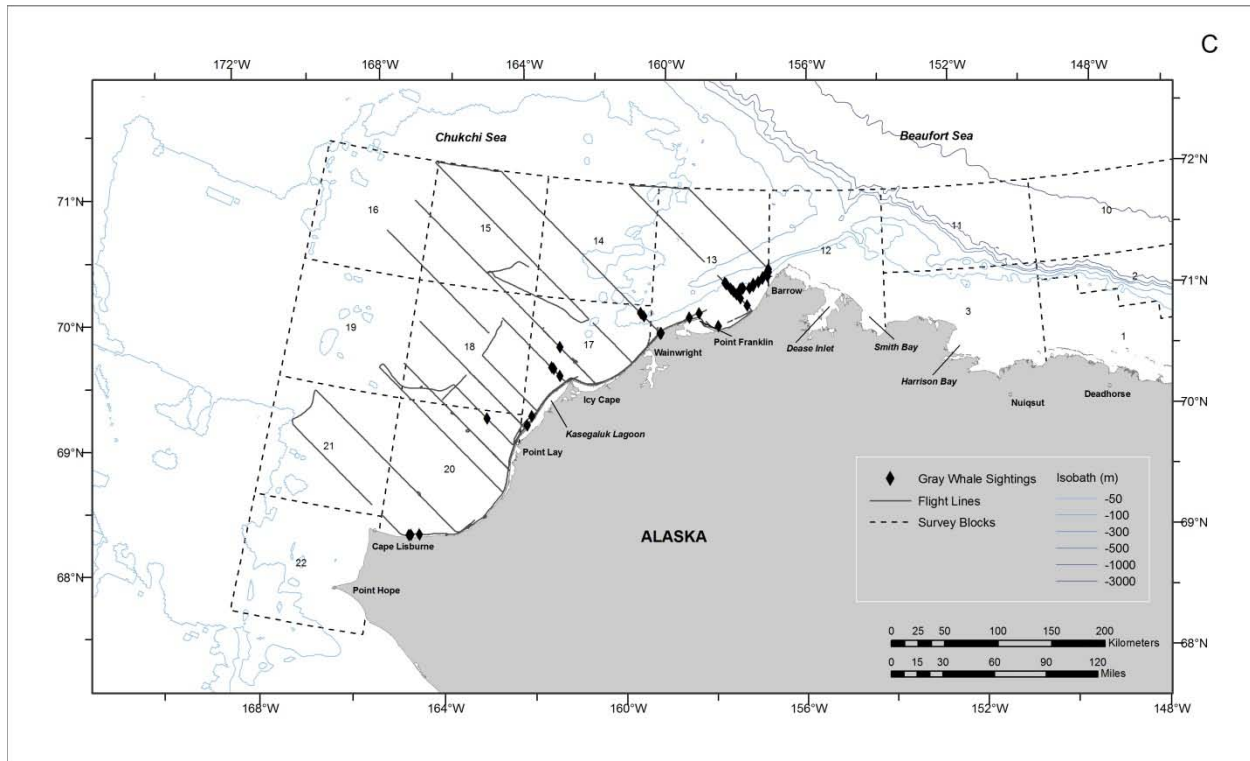 C
172°W 168°W 164°W 160°W 156°W 152°W 148°W
Chukchi Sea
Beaufort Sea
72°N
71°N
16
15
14
10
11
12
13
71°N
2
Barrow
70°N
19
18
17
3
1
Point Franklin
Wainwright
Dease Inlet
Smith Bay
Harrison Bay
Icy Cape
Nuiqsut
Deadhorse
70°N
Kasegaluk Lagoon
69°N
21
20
Point Lay
Gray Whale Sightings
Flight Lines
Survey Blocks
Isobath (m)
-50
-100
-300
-500
-1000
-3000
69°N
ALASKA
Cape Lisburne
22
68°N
Point Hope
0 25 50 100 150 200
Kilometers
68°N
0 15 30 60 90 120
Miles
168°W 164°W 160°W 156°W 152°W 148°W